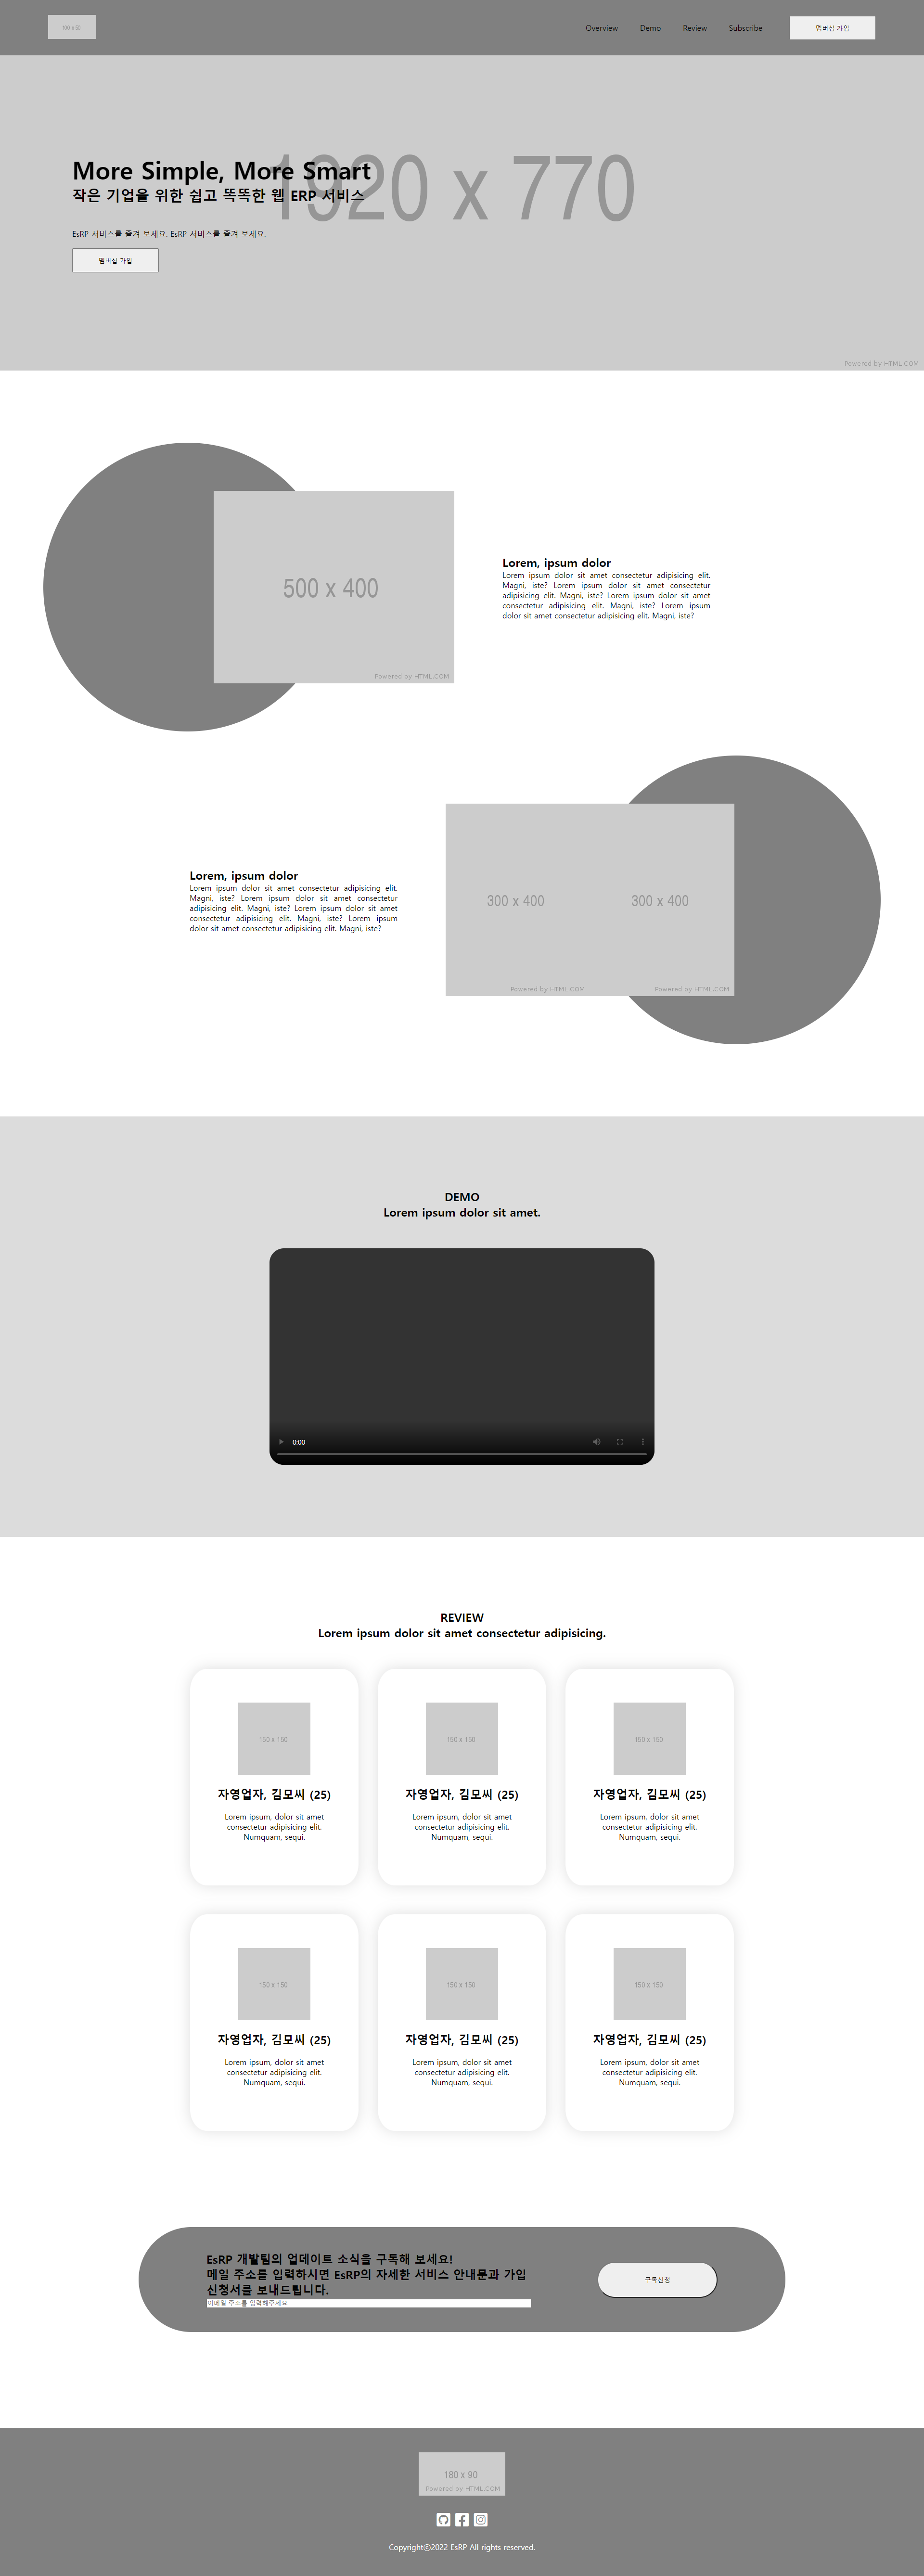 Overview Demo Review Subscribe 멤버십 가입
1920 x 770
More Simple, More Smart
작은 기업을 위한 쉽고 똑똑한 웹 ERP 서비스
EsRP 서비스를 즐겨 보세요. EsRP 서비스를 즐겨 보세요.
멤버십 가입
Powered by HTML.COM
500 x 400
Powered by HTML.COM
Lorem, ipsum dolor
Lorem ipsum dolor sit amet consectetur adipisicing elit.
Magni, iste? Lorem ipsum dolor sit amet consectetur
adipisicing elit. Magni, iste? Lorem ipsum dolor sit amet
consectetur adipisicing elit. Magni, iste? Lorem ipsum
dolor sit amet consectetur adipisicing elit. Magni, iste?
Lorem, ipsum dolor
Lorem ipsum dolor sit amet consectetur adipisicing elit.
Magni, iste? Lorem ipsum dolor sit amet consectetur
adipisicing elit. Magni, iste? Lorem ipsum dolor sit amet
consectetur adipisicing elit. Magni, iste? Lorem ipsum
dolor sit amet consectetur adipisicing elit. Magni, iste?
300 x 400 300 x 400
Powered by HTML.COM Powered by HTML.COM
DEMO
Lorem ipsum dolor sit amet.
0:00
REVIEW
Lorem ipsum dolor sit amet consectetur adipisicing.
150 x 150
자영업자, 김모씨 (25)
Lorem ipsum, dolor sit amet
consectetur adipisicing elit.
Numquam, sequi.
150 x 150
자영업자, 김모씨 (25)
Lorem ipsum, dolor sit amet
consectetur adipisicing elit.
Numquam, sequi.
150 x 150
자영업자, 김모씨 (25)
Lorem ipsum, dolor sit amet
consectetur adipisicing elit.
Numquam, sequi.
150 x 150
자영업자, 김모씨 (25)
Lorem ipsum, dolor sit amet
consectetur adipisicing elit.
Numquam, sequi.
150 x 150
자영업자, 김모씨 (25)
Lorem ipsum, dolor sit amet
consectetur adipisicing elit.
Numquam, sequi.
150 x 150
자영업자, 김모씨 (25)
Lorem ipsum, dolor sit amet
consectetur adipisicing elit.
Numquam, sequi.
EsRP 개발팀의 업데이트 소식을 구독해 보세요!
메일 주소를 입력하시면 EsRP의 자세한 서비스 안내문과 가입
신청서를 보내드립니다.
이메일 주소를 입력해주세요
구독신청
180 x 90
Powered by HTML.COM
Copyrightⓒ2022 EsRP All rights reserved.